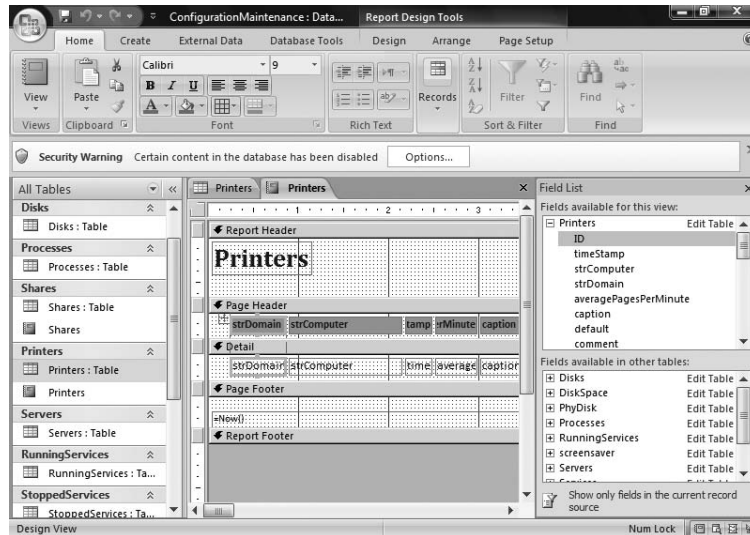 ConfigurationMaintenance : Data... Report Design Tools
Home Create External Data Database Tools Design Arrange Page Setup
Calibri 9
B I U
View Paste Records Filter Find
Views Clipboard Font Rich Text Sort & Filter Find
Security Warning Certain content in the database has been disabled Options...
All Tables
Disks
Disks : Table
Processes
Processes : Table
Shares
Shares : Table
Shares
Printers
Printers : Table
Printers
Servers
Servers : Table
RunningServices
RunningServices : Ta...
StoppedServices
StoppedServices : Ta...
Printers Printers
1 2 3
Report Header
Printers
Page Header
strDomain strComputer tamp erMinute caption
Detail
strDomain strComputer time average caption
Page Footer
=Now()
Report Footer
Field List
Fields available for this view:
Printers Edit Table
ID
timeStamp
strComputer
strDomain
averagePagesPerMinute
caption
default
comment
Fields available in other tables:
Disks Edit Table
DiskSpace Edit Table
PhyDisk Edit Table
Processes Edit Table
RunningServices Edit Table
screensaver Edit Table
Servers Edit Table
Show only fields in the current record
source
Design View Num Lock